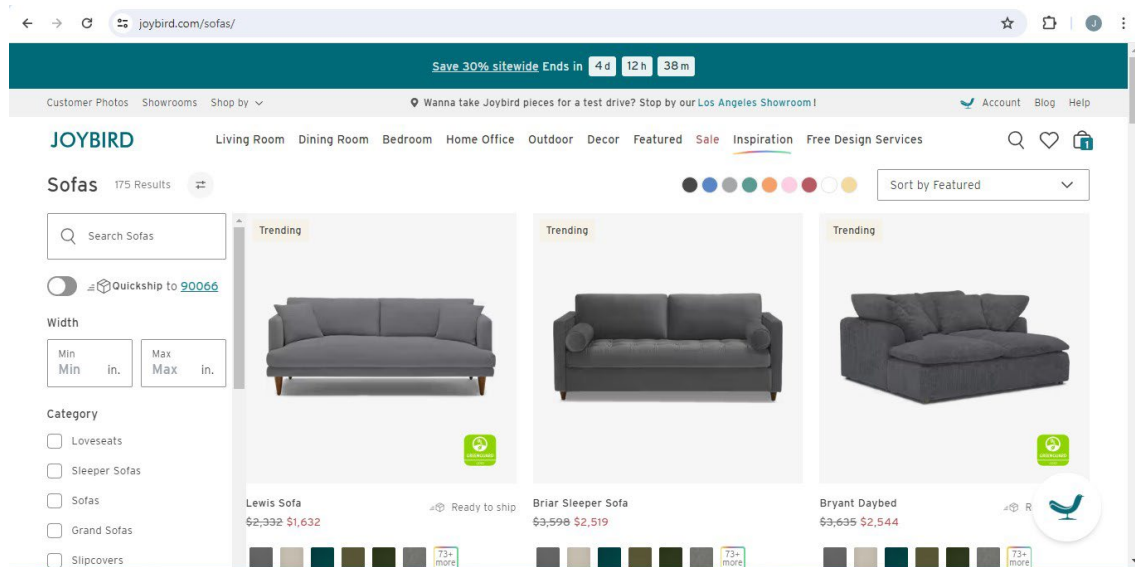 joybird.com/sofas/
J
Save 30% sitewide Ends in 4 d 12 h 38 m
Customer Photos Showrooms Shop by Wanna take Joybird pieces for a test drive? Stop by our Los Angeles Showroom! Account Blog Help
JOYBIRD Living Room Dining Room Bedroom Home Office Outdoor Decor Featured Sale Inspiration Free Design Services 1
Sofas 175 Results Sort by Featured
Search Sofas
Quickship to 90066
Width
Min Max
Min in. Max in.
Category
Loveseats
Sleeper Sofas
Sofas
Grand Sofas
Slipcovers
Trending Trending Trending
Lewis Sofa Ready to ship Briar Sleeper Sofa Bryant Daybed R
$2,332 $1,632 $3,598 $2,519 $3,635 $2,544
73+ 73+ 73+
more more more